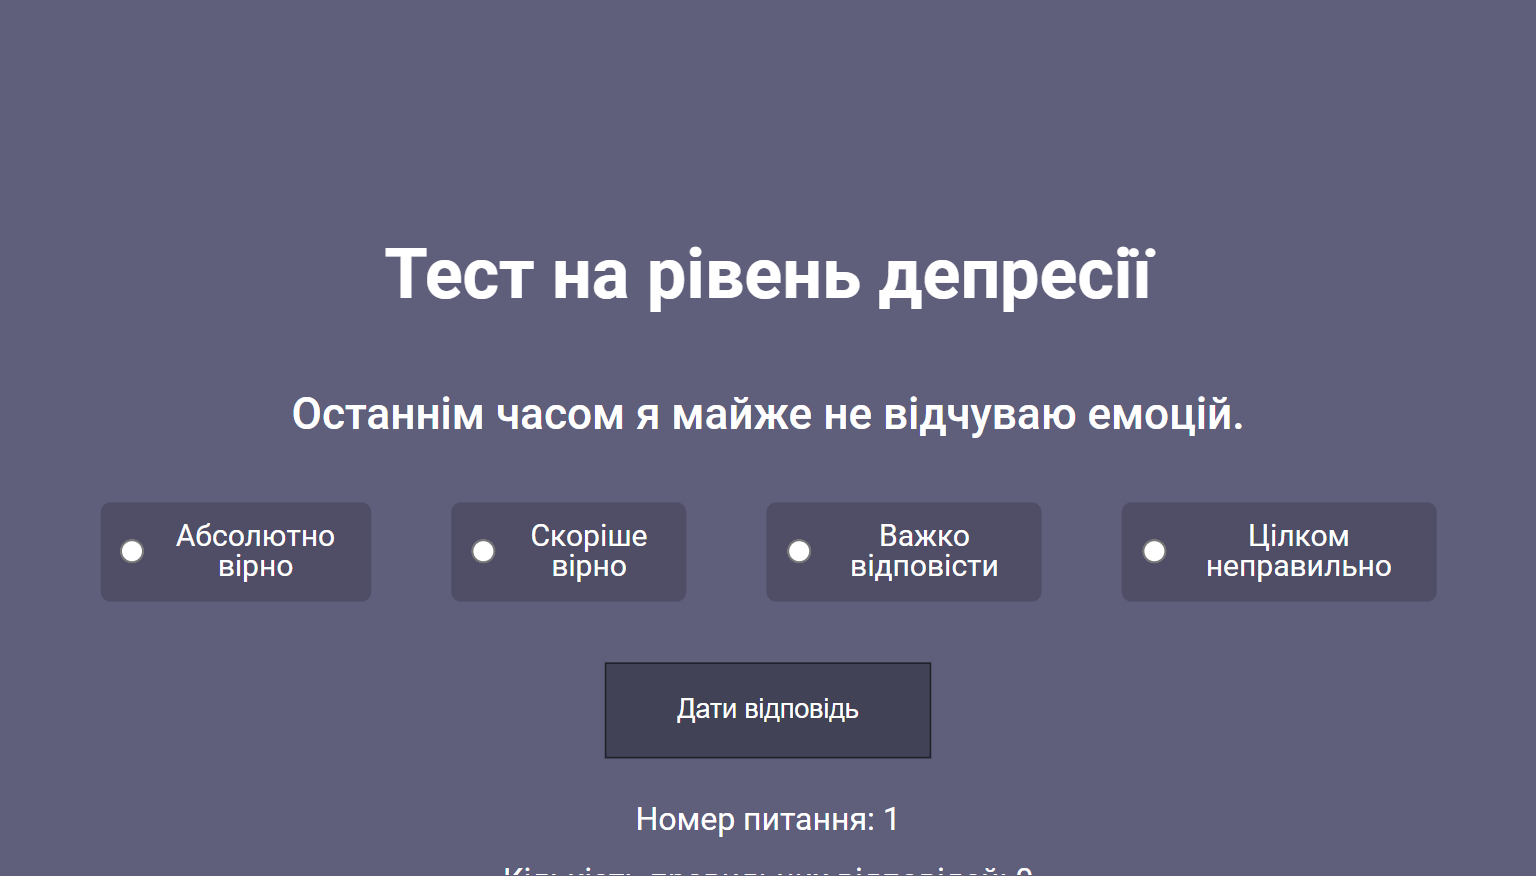 Тест на рівень депресії
Останнім часом я майже не відчуваю емоцій.
Абсолютно
вірно
Скоріше
вірно
Важко
відповісти
Цілком
неправильно
Дати відповідь
Номер питання: 1